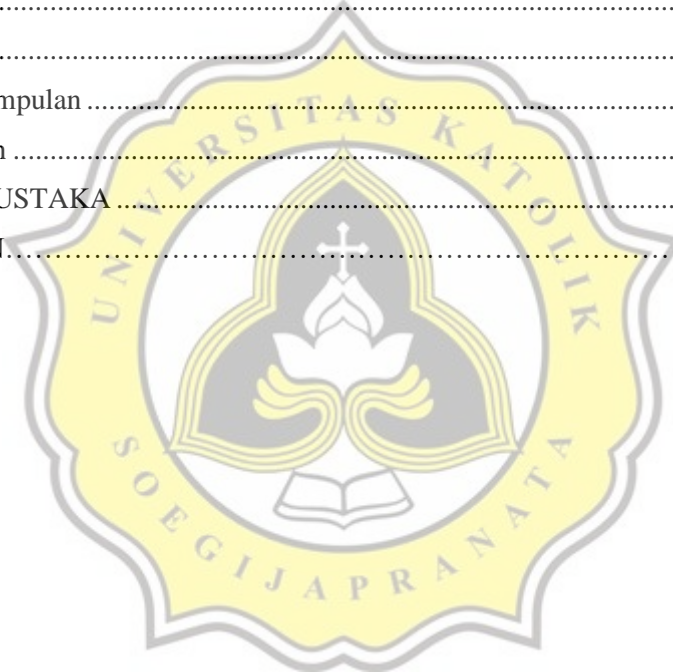 ................................................................................
................................................................................
mpulan ................................................................................
n ................................................................................
USTAKA ................................................................................
N................................................................................
UNIVERSITAS KATOLIK
SOEGIJAPRANATA